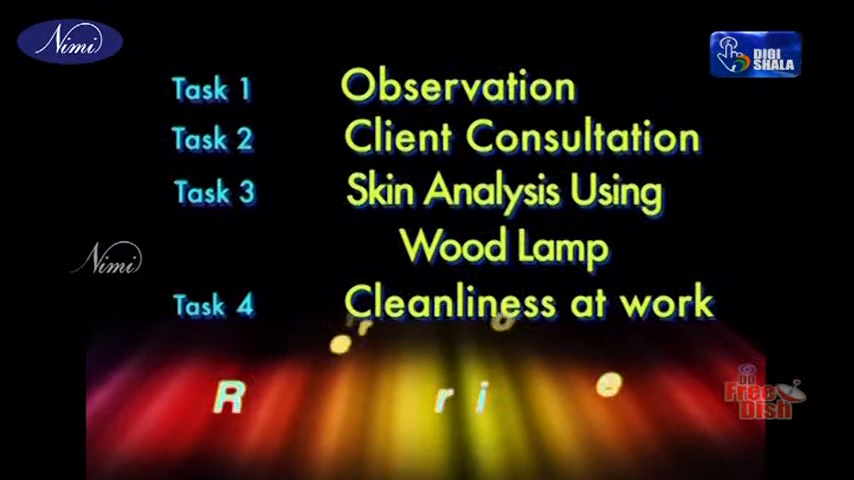 Nimi
DIGI
SHALA
Task 1 Observation
Task 2 Client Consultation
Task 3 Skin Analysis Using
Wood Lamp
Nimi
Task 4 Cleanliness at work
r r o
o
R r i e
DD
Free
Dish